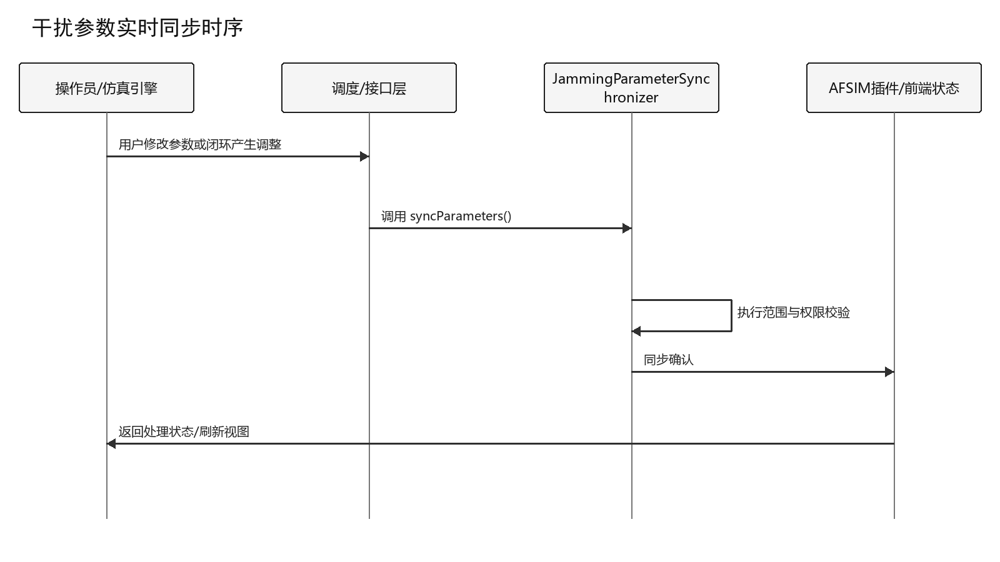 干扰参数实时同步时序
操作员/仿真引擎
调度/接口层
JammingParameterSync
hronizer
AFSIM插件/前端状态
用户修改参数或闭环产生调整
调用 syncParameters()
执行范围与权限校验
同步确认
返回处理状态/刷新视图